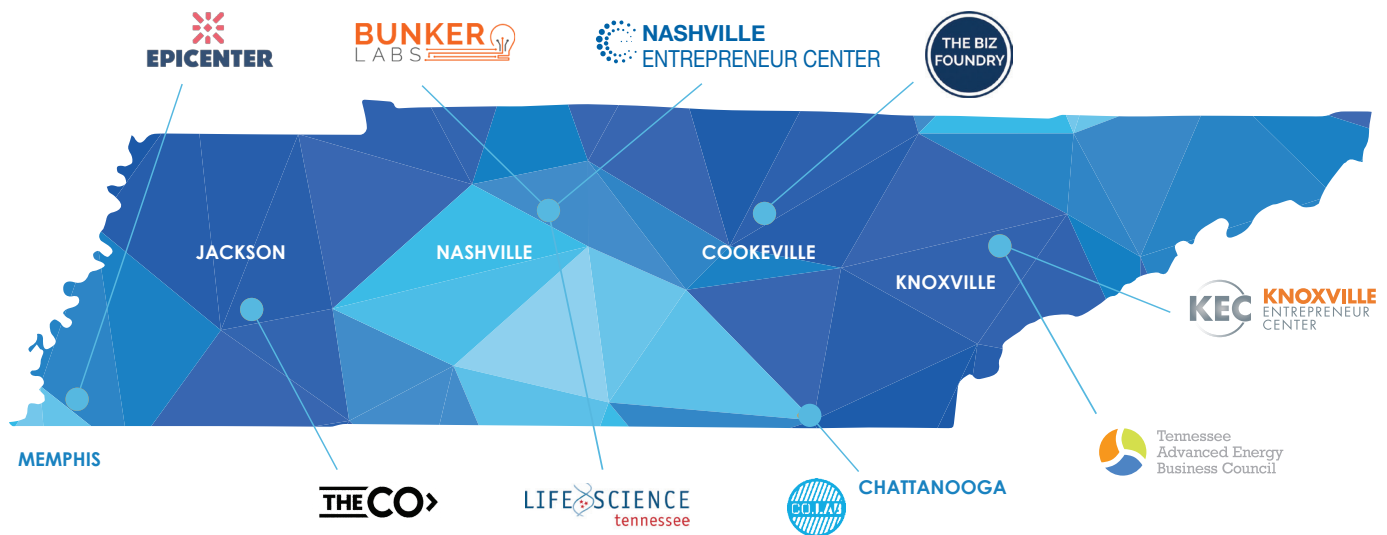 EPICENTER
BUNKER
LABS
NASHVILLE
ENTREPRENEUR CENTER
THE BIZ
FOUNDRY
JACKSON
NASHVILLE
COOKEVILLE
KNOXVILLE
KEC
KNOXVILLE
ENTREPRENEUR
CENTER
MEMPHIS
THE CO
LIFE SCIENCE
tennessee
CO.LAB
CHATTANOOGA
Tennessee
Advanced Energy
Business Council